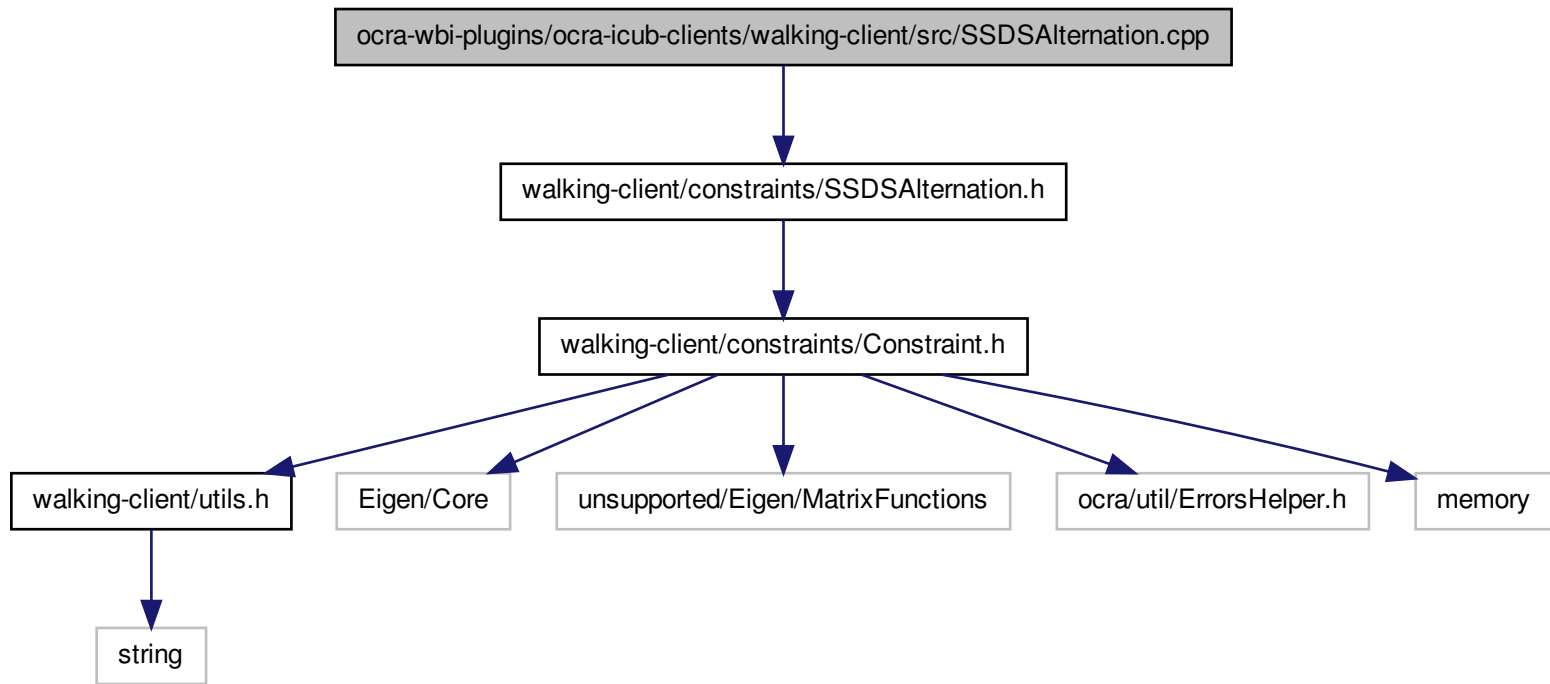 ocra-wbi-plugins/ocra-icub-clients/walking-client/src/SSDSAlternation.cpp
walking-client/constraints/SSDSAlternation.h
walking-client/constraints/Constraint.h
walking-client/utils.h
Eigen/Core
unsupported/Eigen/MatrixFunctions
ocra/util/ErrorsHelper.h
memory
string